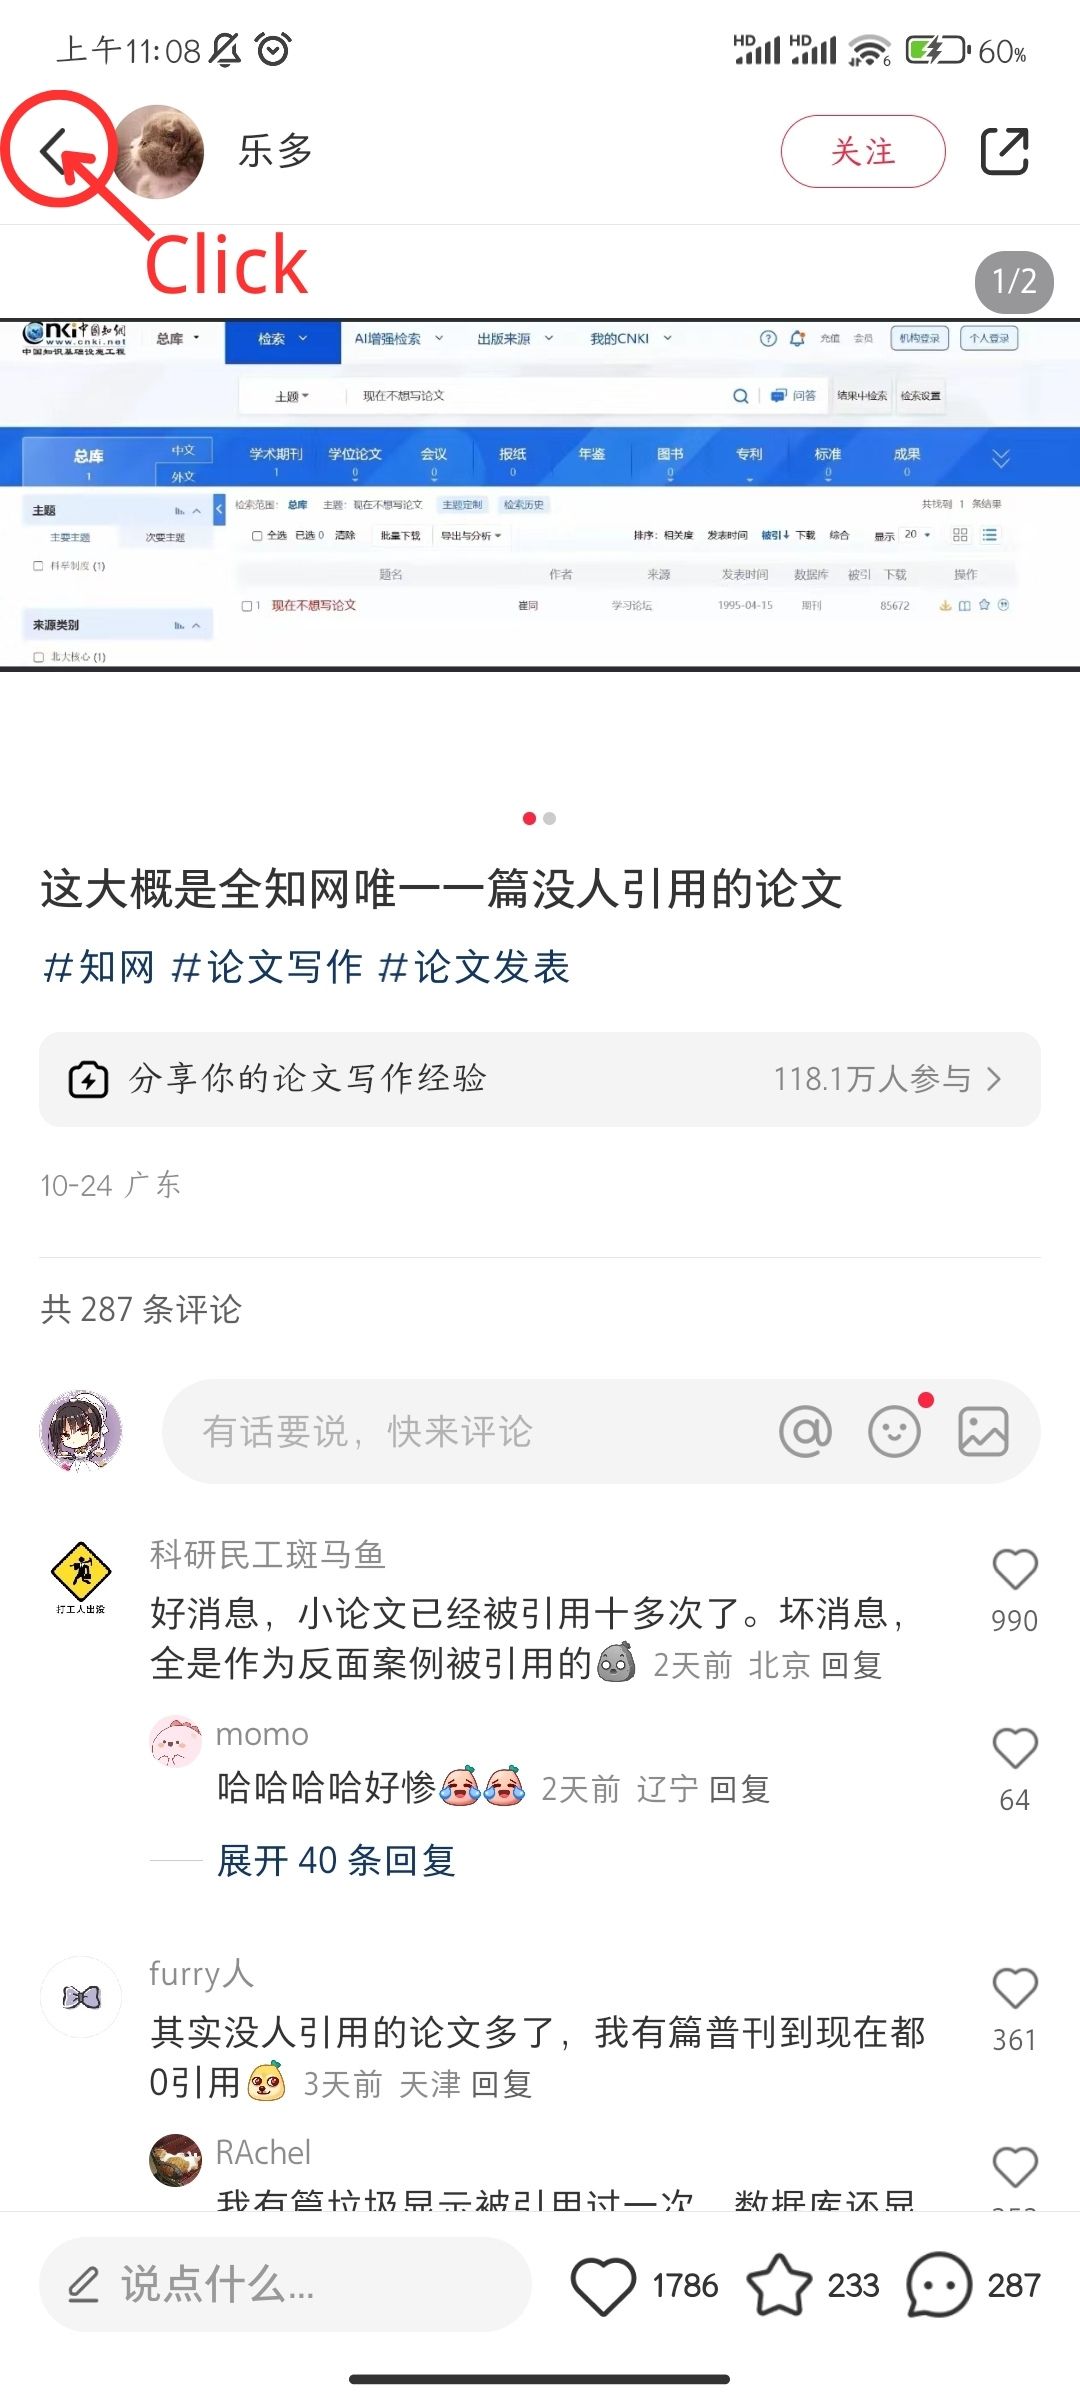 上午11:08
HD HD 6 60%
乐多
关注
Click
1/2
cnki中国知网
www.cnki.net
中国知识基础设施工程
总库
检索
AI增强检索
出版来源
我的CNKI
充值
会员
机构登录
个人登录
主题
现在不想写论文
问答
结果中检索
检索设置
总库
1
中文
外文
学术期刊
1
学位论文
0
会议
0
报纸
0
年鉴
图书
0
专利
标准
0
成果
0
主题
主要主题
次要主题
科举制度 (1)
来源类别
北大核心 (1)
检索范围：总库 主题：现在不想写论文 主题定制 检索历史
共找到 1 条结果
全选 已选 0 清除 批量下载 导出与分析
排序：相关度 发表时间 被引↓ 下载 综合 显示 20
题名 作者 来源 发表时间 数据库 被引 下载 操作
1 现在不想写论文 崔同 学习论坛 1995-04-15 期刊 85672
这大概是全知网唯一一篇没人引用的论文
#知网 #论文写作 #论文发表
分享你的论文写作经验 118.1万人参与
10-24 广东
共 287 条评论
有话要说，快来评论
打工人出没
科研民工斑马鱼
好消息，小论文已经被引用十多次了。坏消息，
全是作为反面案例被引用的 2天前 北京 回复
990
momo
哈哈哈哈好惨 2天前 辽宁 回复
64
展开 40 条回复
furry人
其实没人引用的论文多了，我有篇普刊到现在都
0引用 3天前 天津 回复
361
RAchel
我有篇垃圾显示被引用过一次，数据库还显
说点什么...
1786
233
287